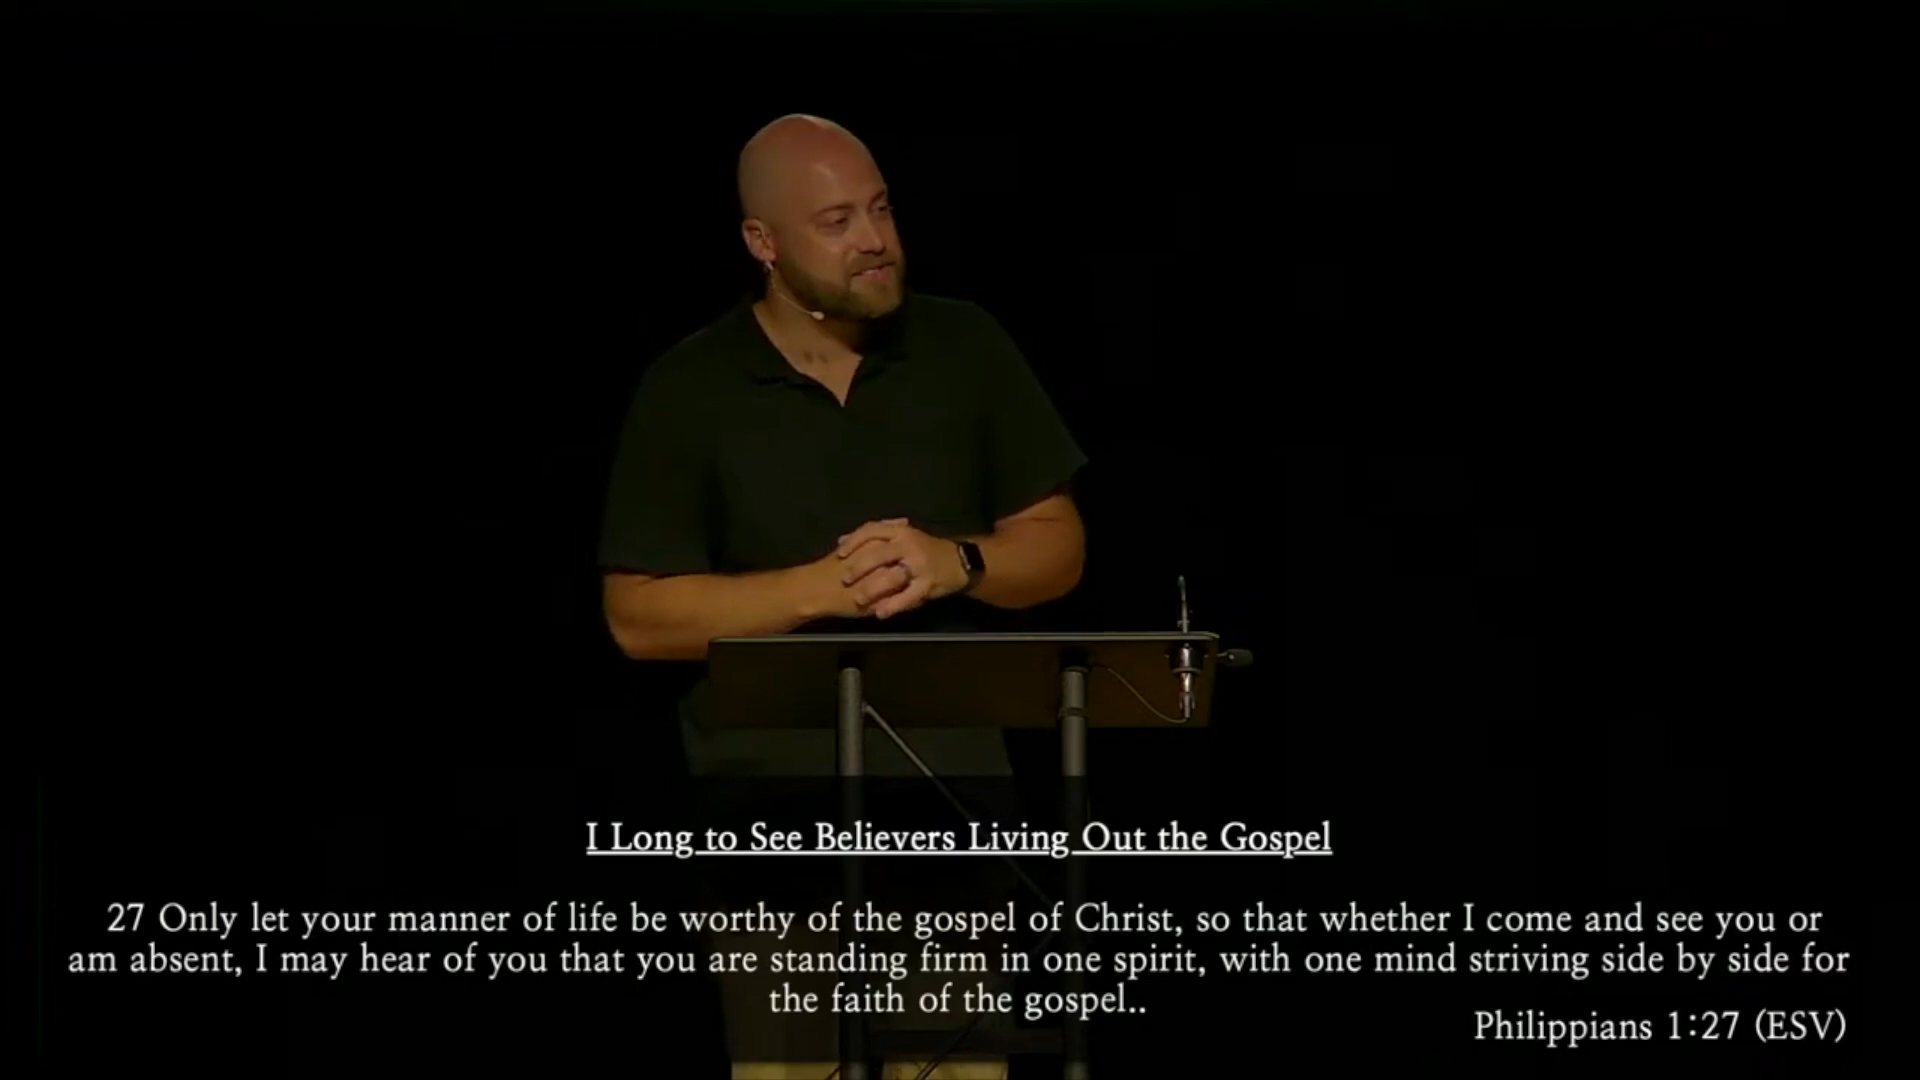 I Long to See Believers Living Out the Gospel
27 Only let your manner of life be worthy of the gospel of Christ, so that whether I come and see you or
am absent, I may hear of you that you are standing firm in one spirit, with one mind striving side by side for
the faith of the gospel..
Philippians 1:27 (ESV)